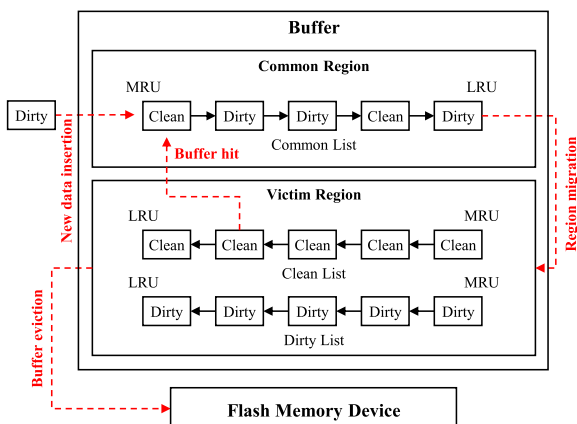 Buffer
Common Region
MRU
LRU
Dirty
Clean
Dirty
Dirty
Clean
Dirty
Common List
New data insertion
Buffer hit
Region migration
Victim Region
LRU
MRU
Clean
Clean
Clean
Clean
Clean
Clean List
LRU
MRU
Dirty
Dirty
Dirty
Dirty
Dirty
Dirty List
Buffer eviction
Flash Memory Device